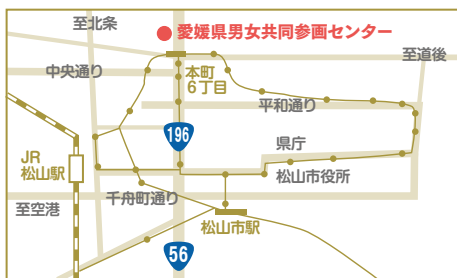 至北条
愛媛県男女共同参画センター
至道後
中央通り
本町
6丁目
平和通り
196
県庁
JR
松山駅
松山市役所
千舟町通り
至空港
松山市駅
56